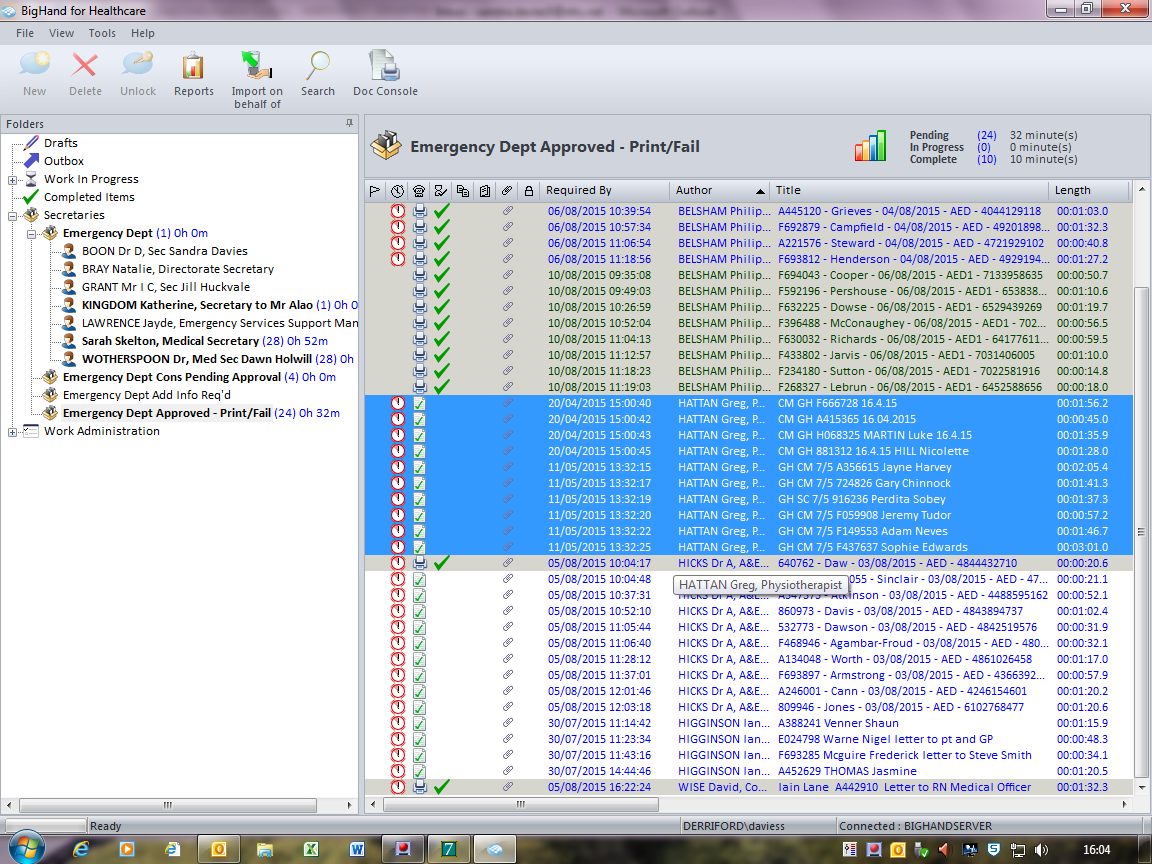 BigHand for Healthcare
File View Tools Help
New Delete Unlock Reports Import on behalf of Search Doc Console
Folders
Drafts
Outbox
Work In Progress
Completed Items
Secretaries
Emergency Dept (1) 0h 0m
BOON Dr D, Sec Sandra Davies
BRAY Natalie, Directorate Secretary
GRANT Mr I C, Sec Jill Huckvale
KINGDOM Katherine, Secretary to Mr Alao (1) 0h 0
LAWRENCE Jayde, Emergency Services Support Man
Sarah Skelton, Medical Secretary (28) 0h 52m
WOTHERSPOON Dr, Med Sec Dawn Holwill (28) 0h
Emergency Dept Cons Pending Approval (4) 0h 0m
Emergency Dept Add Info Req'd
Emergency Dept Approved - Print/Fail (24) 0h 32m
Work Administration
Emergency Dept Approved - Print/Fail
Pending (24) 32 minute(s)
In Progress (0) 0 minute(s)
Complete (10) 10 minute(s)
Required By Author Title Length
06/08/2015 10:39:54 BELSHAM Philip... A445120 - Grieves - 04/08/2015 - AED - 4044129118 00:01:03.0
06/08/2015 10:57:34 BELSHAM Philip... F692879 - Campfield - 04/08/2015 - AED - 49201898... 00:01:32.3
06/08/2015 11:06:54 BELSHAM Philip... A221576 - Steward - 04/08/2015 - AED - 4721929102 00:00:40.8
06/08/2015 11:18:56 BELSHAM Philip... F693812 - Henderson - 04/08/2015 - AED - 4929194... 00:01:27.2
10/08/2015 09:35:08 BELSHAM Philip... F694043 - Cooper - 06/08/2015 - AED1 - 7133958635 00:00:50.7
10/08/2015 09:49:03 BELSHAM Philip... F592196 - Pershouse - 06/08/2015 - AED1 - 653838... 00:01:10.6
10/08/2015 10:26:59 BELSHAM Philip... F632225 - Dowse - 06/08/2015 - AED1 - 6529439269 00:01:19.7
10/08/2015 10:52:04 BELSHAM Philip... F396488 - McConaughey - 06/08/2015 - AED1 - 702... 00:00:56.5
10/08/2015 11:04:13 BELSHAM Philip... F630032 - Richards - 06/08/2015 - AED1 - 64177611... 00:00:59.5
10/08/2015 11:12:57 BELSHAM Philip... F433802 - Jarvis - 06/08/2015 - AED1 - 7031406005 00:01:10.0
10/08/2015 11:18:23 BELSHAM Philip... F234180 - Sutton - 06/08/2015 - AED1 - 7022581916 00:00:14.8
10/08/2015 11:19:03 BELSHAM Philip... F268327 - Lebrun - 06/08/2015 - AED1 - 6452588656 00:00:18.0
20/04/2015 15:00:40 HATTAN Greg, P... CM GH F666728 16.4.15 00:01:56.2
20/04/2015 15:00:42 HATTAN Greg, P... CM GH A415365 16.04.2015 00:00:45.0
20/04/2015 15:00:43 HATTAN Greg, P... CM GH H068325 MARTIN Luke 16.4.15 00:01:35.9
20/04/2015 15:00:45 HATTAN Greg, P... CM GH 881312 16.4.15 HILL Nicolette 00:01:28.0
11/05/2015 13:32:15 HATTAN Greg, P... GH CM 7/5 A356615 Jayne Harvey 00:02:05.4
11/05/2015 13:32:17 HATTAN Greg, P... GH CM 7/5 724826 Gary Chinnock 00:01:41.3
11/05/2015 13:32:19 HATTAN Greg, P... GH SC 7/5 916236 Perdita Sobey 00:01:37.3
11/05/2015 13:32:20 HATTAN Greg, P... GH CM 7/5 F059908 Jeremy Tudor 00:00:57.2
11/05/2015 13:32:22 HATTAN Greg, P... GH CM 7/5 F149553 Adam Neves 00:01:46.7
11/05/2015 13:32:25 HATTAN Greg, P... GH CM 7/5 F437637 Sophie Edwards 00:03:01.0
05/08/2015 10:04:17 HICKS Dr A, A&E... 640762 - Daw - 03/08/2015 - AED - 4844432710 00:00:20.6
05/08/2015 10:04:48 HATTAN Greg, Physiotherapist 055 - Sinclair - 03/08/2015 - AED - 47... 00:00:21.1
05/08/2015 10:37:31 HICKS Dr A, A&E... - 03/08/2015 - AED - 4488595162 00:00:52.1
05/08/2015 10:52:10 HICKS Dr A, A&E... 860973 - Davis - 03/08/2015 - AED - 4843894737 00:01:02.4
05/08/2015 11:05:44 HICKS Dr A, A&E... 532773 - Dawson - 03/08/2015 - AED - 4842519576 00:00:31.9
05/08/2015 11:06:40 HICKS Dr A, A&E... F468946 - Agambar-Froud - 03/08/2015 - AED - 480... 00:00:32.1
05/08/2015 11:28:12 HICKS Dr A, A&E... A134048 - Worth - 03/08/2015 - AED - 4861026458 00:01:17.0
05/08/2015 11:37:01 HICKS Dr A, A&E... F693897 - Armstrong - 03/08/2015 - AED - 4366392... 00:00:57.9
05/08/2015 12:01:46 HICKS Dr A, A&E... A246001 - Cann - 03/08/2015 - AED - 4246154601 00:01:20.2
05/08/2015 12:03:18 HICKS Dr A, A&E... 809946 - Jones - 03/08/2015 - AED - 6102768477 00:01:20.6
30/07/2015 11:14:42 HIGGINSON Ian... A388241 Venner Shaun 00:01:15.9
30/07/2015 11:23:34 HIGGINSON Ian... E024798 Warne Nigel letter to pt and GP 00:00:48.3
30/07/2015 11:43:16 HIGGINSON Ian... F693285 Mcguire Frederick letter to Steve Smith 00:00:34.1
30/07/2015 14:44:46 HIGGINSON Ian... A452629 THOMAS Jasmine 00:01:20.5
05/08/2015 16:22:24 WISE David, Co... Iain Lane A442910 Letter to RN Medical Officer 00:01:32.3
Ready DERRIFORD\daviess Connected : BIGHANDSERVER
16:04